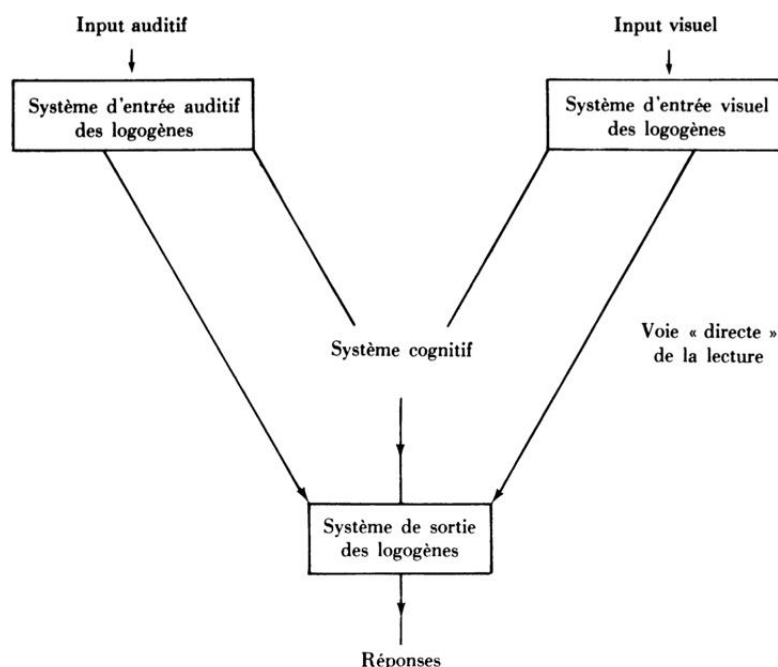 Input auditif
Input visuel
Système d'entrée auditif
des logogènes
Système d'entrée visuel
des logogènes
Système cognitif
Voie « directe »
de la lecture
Système de sortie
des logogènes
Réponses